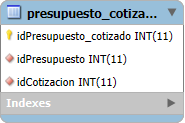 presupuesto_cotiza...
idPresupuesto_cotizado INT(11)
idPresupuesto INT(11)
idCotizacion INT(11)
Indexes